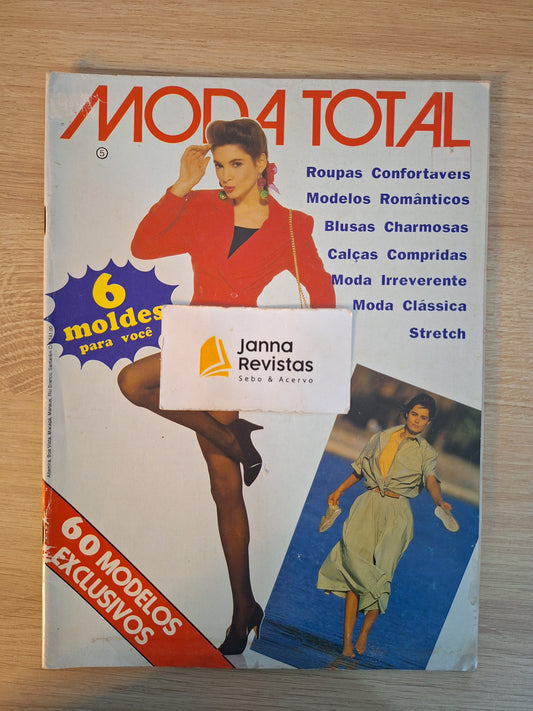 MODA TOTAL
5
Roupas Confortáveis
Modelos Românticos
Blusas Charmosas
Calças Compridas
Moda Irreverente
Moda Clássica
Stretch
6
moldes
para você
Janna
Revistas
Sebo & Acervo
60 MODELOS
EXCLUSIVOS